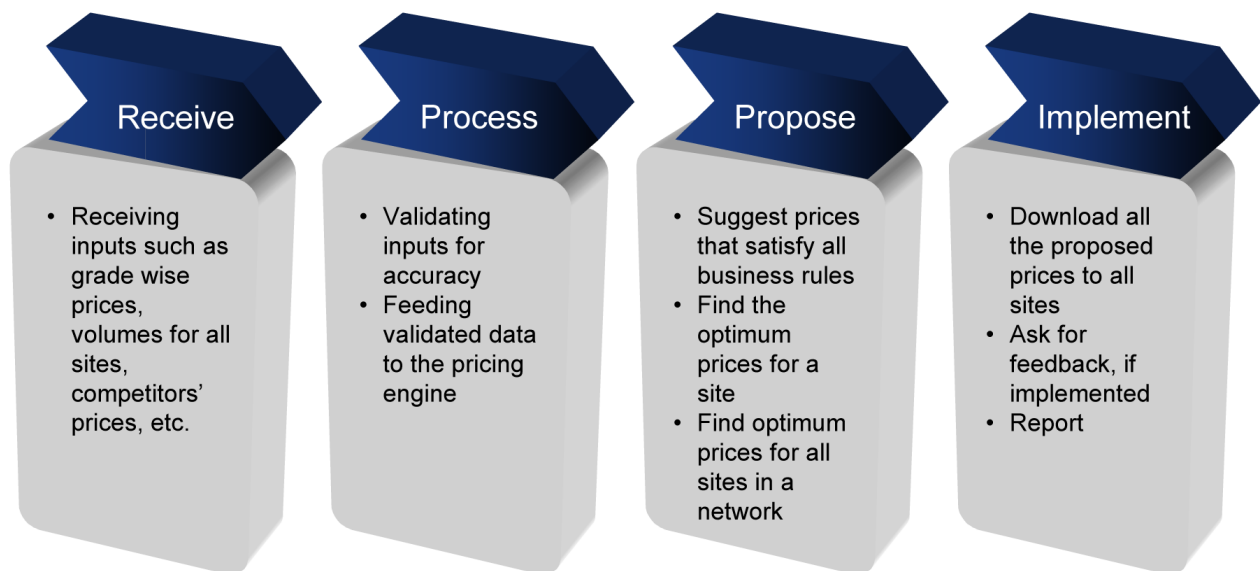 Receive
• Receiving
inputs such as
grade wise
prices,
volumes for all
sites,
competitors’
prices, etc.
Process
• Validating
inputs for
accuracy
• Feeding
validated data
to the pricing
engine
Propose
• Suggest prices
that satisfy all
business rules
• Find the
optimum
prices for a
site
• Find optimum
prices for all
sites in a
network
Implement
• Download all
the proposed
prices to all
sites
• Ask for
feedback, if
implemented
• Report